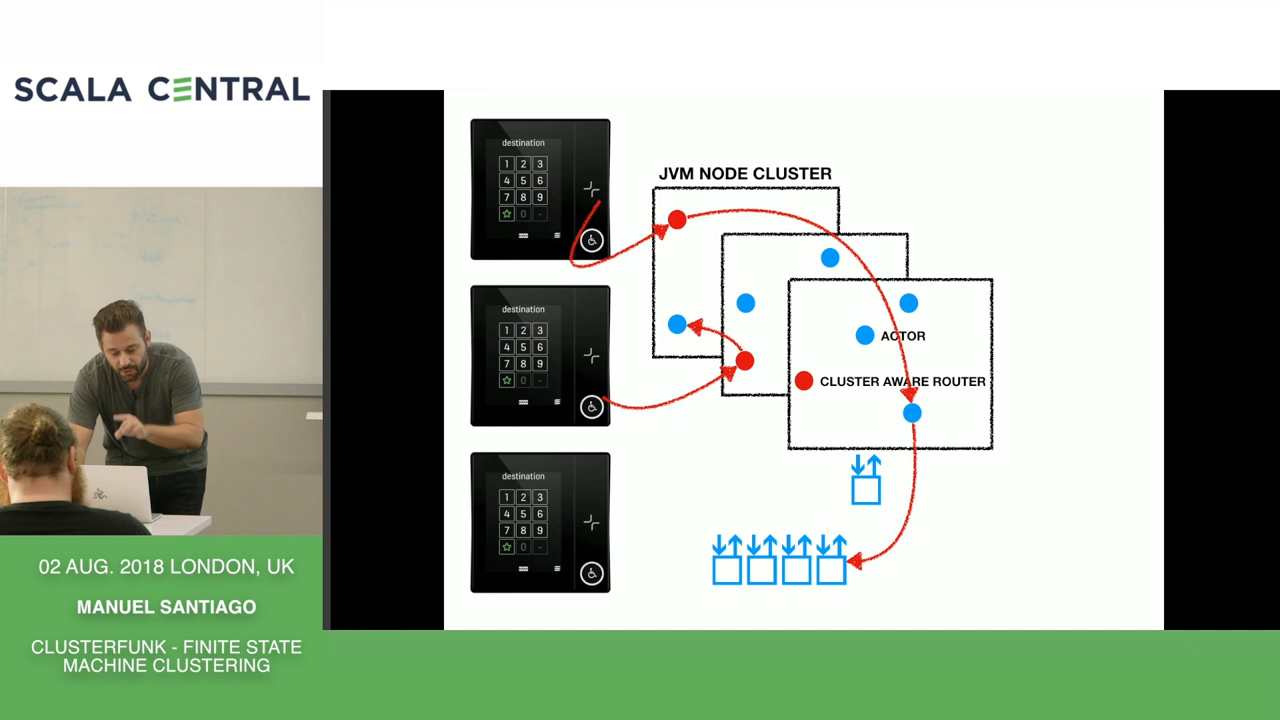 SCALA CENTRAL
02 AUG. 2018 LONDON, UK
MANUEL SANTIAGO
CLUSTERFUNK - FINITE STATE
MACHINE CLUSTERING
destination
1 2 3
4 5 6
7 8 9
0 -
destination
1 2 3
4 5 6
7 8 9
0 -
destination
1 2 3
4 5 6
7 8 9
0 -
JVM NODE CLUSTER
ACTOR
CLUSTER AWARE ROUTER